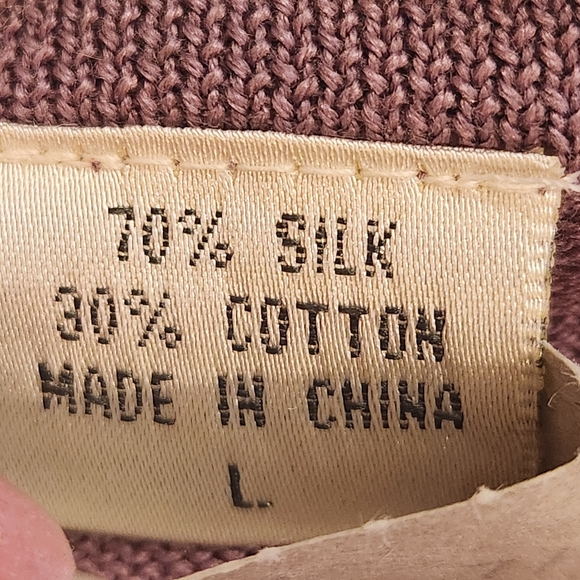 70% SILK
30% COTTON
MADE IN CHINA
L.